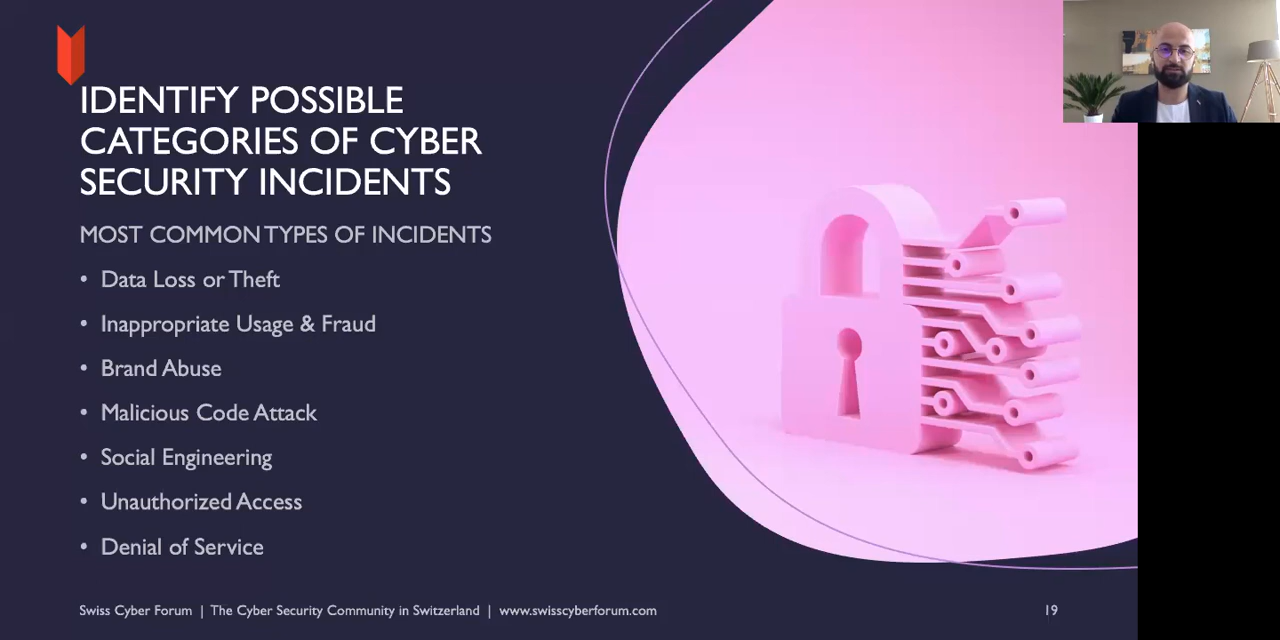 IDENTIFY POSSIBLE
CATEGORIES OF CYBER
SECURITY INCIDENTS
MOST COMMON TYPES OF INCIDENTS
• Data Loss or Theft
• Inappropriate Usage & Fraud
• Brand Abuse
• Malicious Code Attack
• Social Engineering
• Unauthorized Access
• Denial of Service
Swiss Cyber Forum | The Cyber Security Community in Switzerland | www.swisscyberforum.com
19